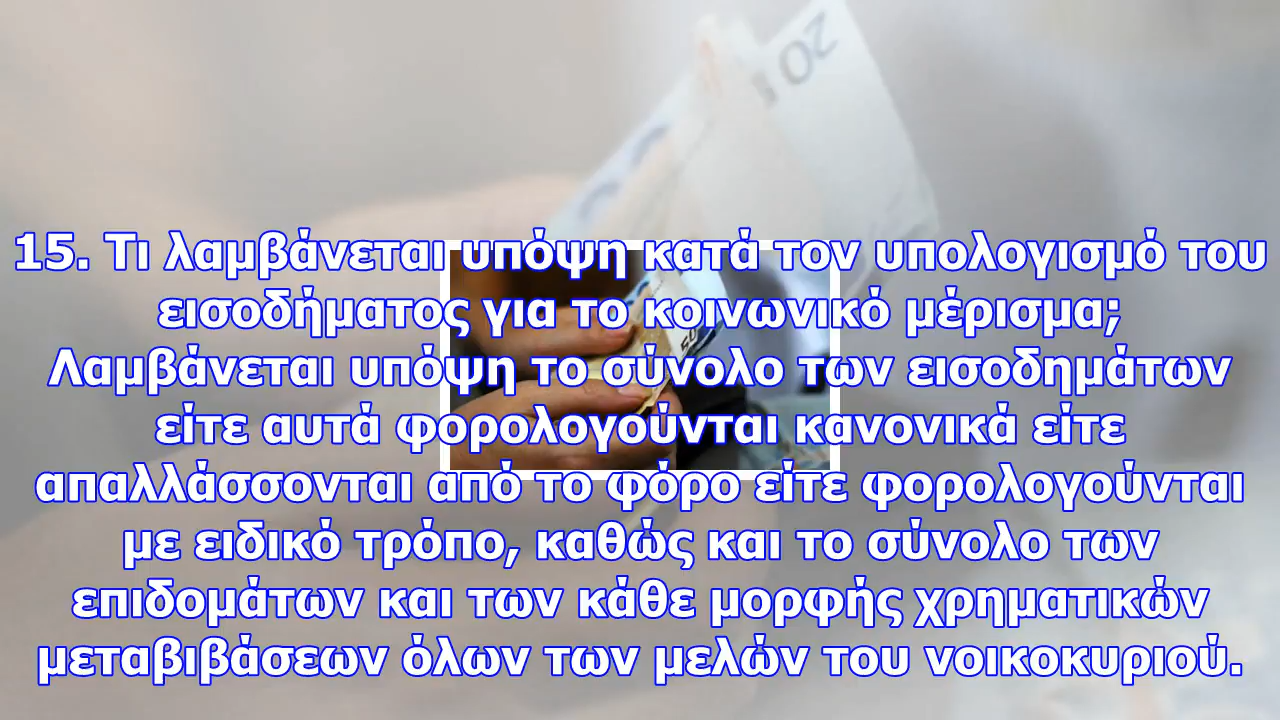 20
15. Τι λαμβάνεται υπόψη κατά τον υπολογισμό του
εισοδήματος για το κοινωνικό μέρισμα;
Λαμβάνεται υπόψη το σύνολο των εισοδημάτων
είτε αυτά φορολογούνται κανονικά είτε
απαλλάσσονται από το φόρο είτε φορολογούνται
με ειδικό τρόπο, καθώς και το σύνολο των
επιδομάτων και των κάθε μορφής χρηματικών
μεταβιβάσεων όλων των μελών του νοικοκυριού.